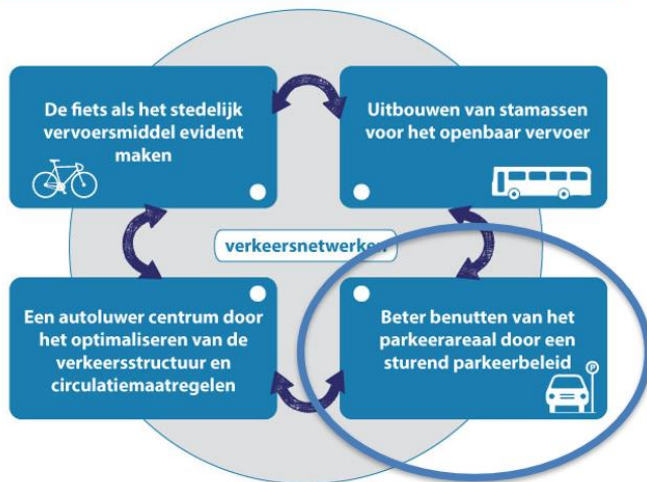 De fiets als het stedelijk
vervoersmiddel evident
maken
Uitbouwen van stamassen
voor het openbaar vervoer
verkeersnetwerken
Een autoluwer centrum door
het optimaliseren van de
verkeersstructuur en
circulatiemaatregelen
Beter benutten van het
parkeerareaal door een
sturend parkeerbeleid
P